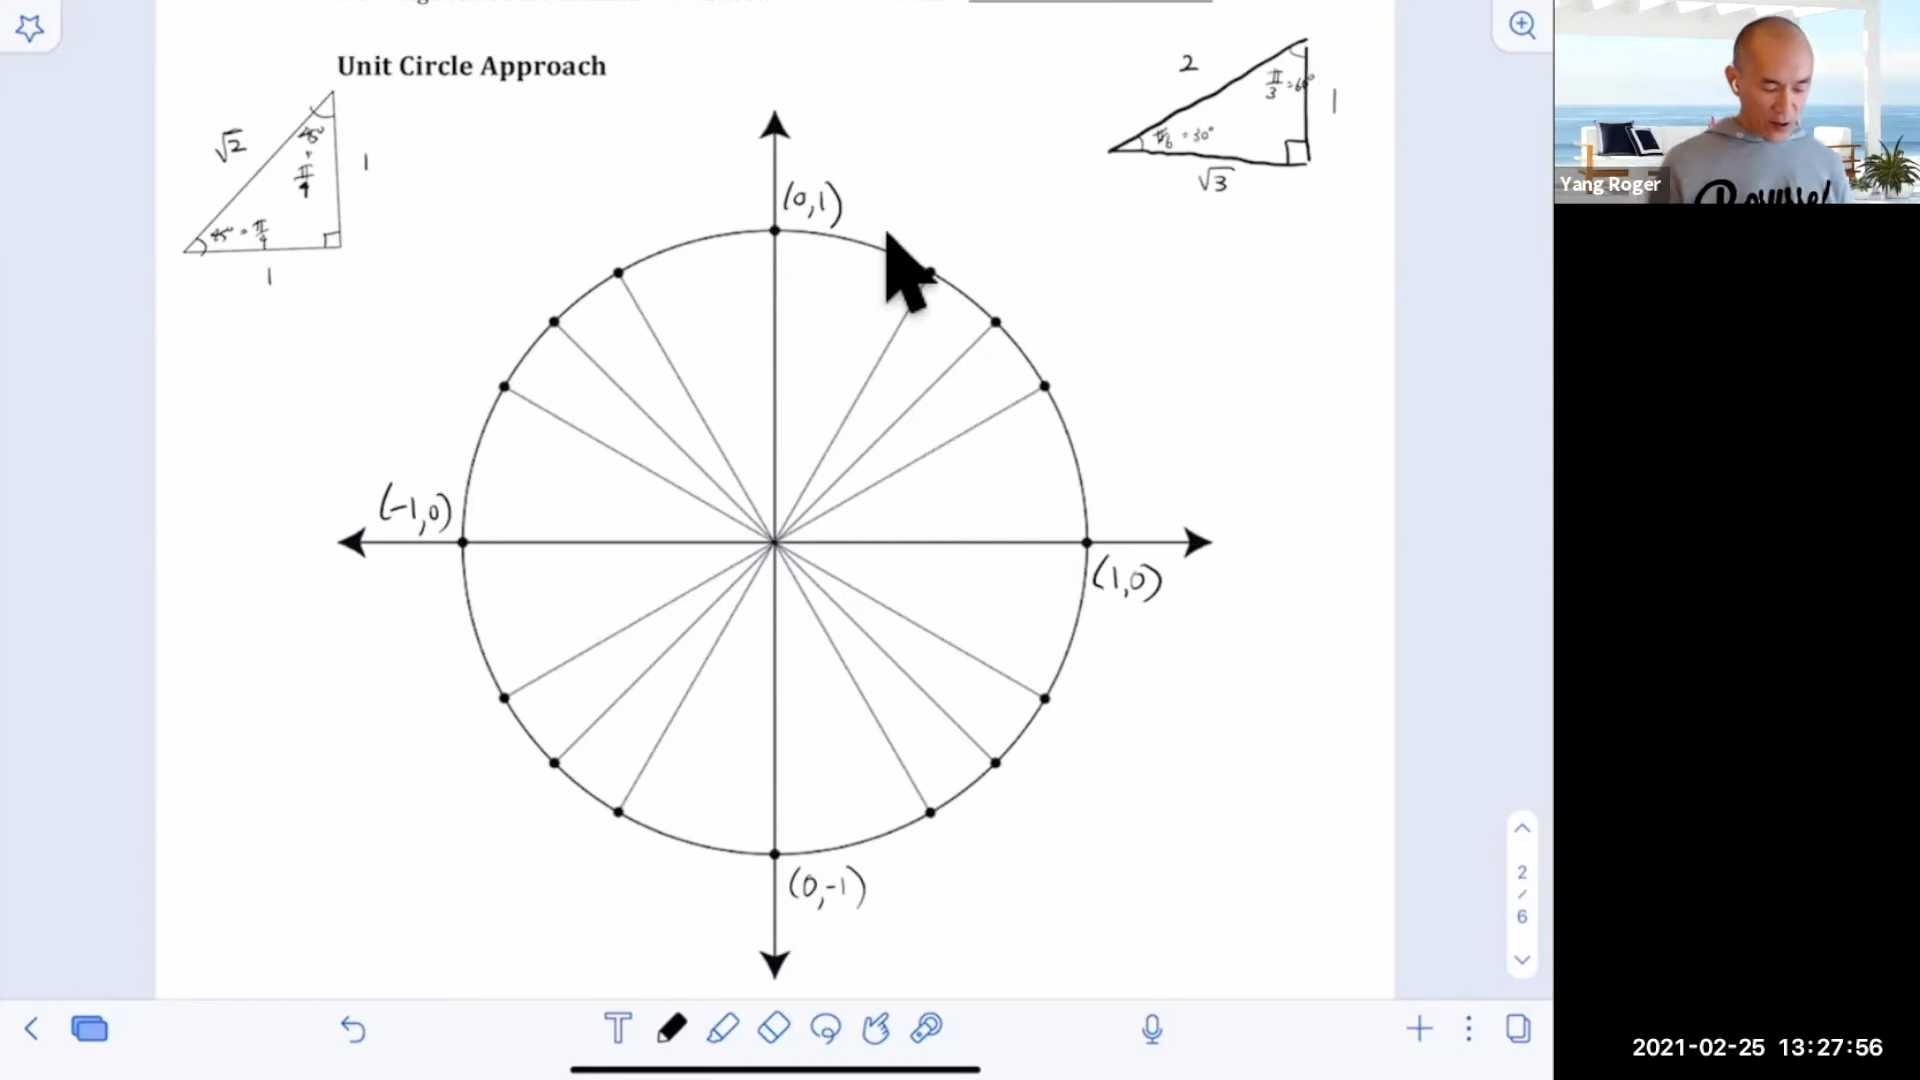 Unit Circle Approach
√2
45° = π/4
1
45° = π/4
1
2
π/3 = 60°
1
π/6 = 30°
√3
(0,1)
(-1,0)
(1,0)
(0,-1)
Yang Roger
2
/
6
T
2021-02-25 13:27:56